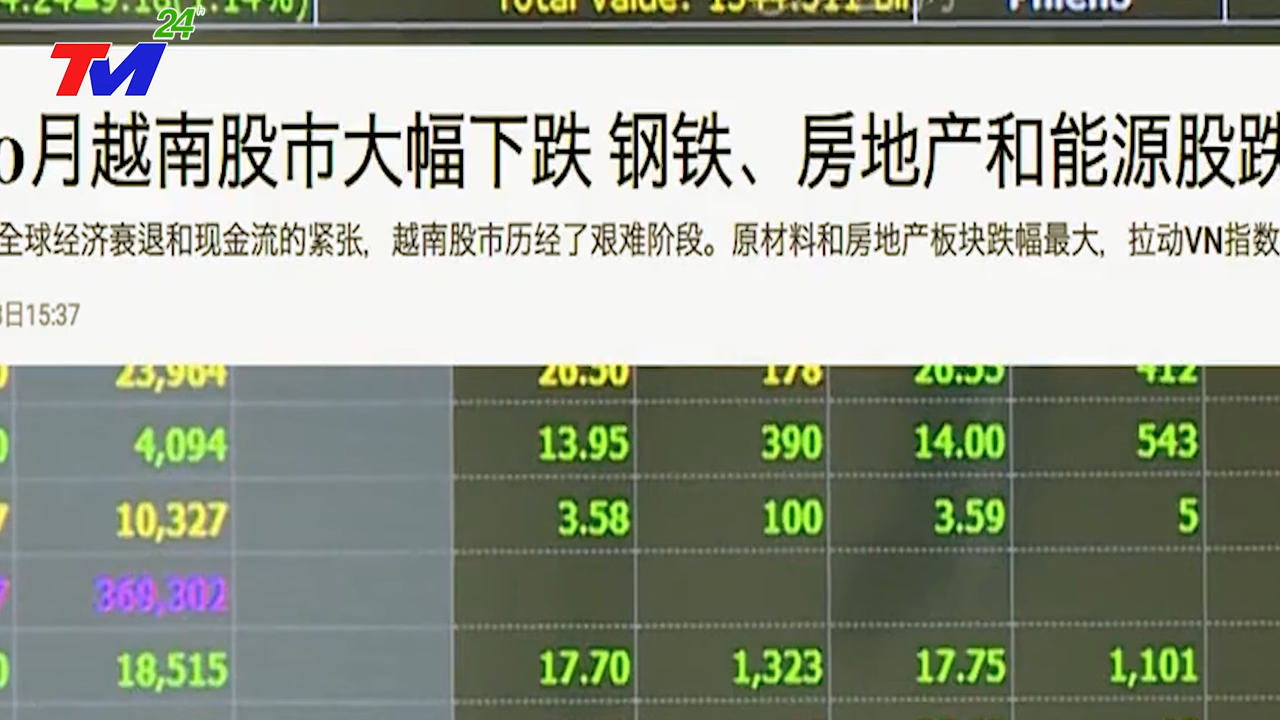 24h
TM
Total Value:
月越南股市大幅下跌 钢铁、房地产和能源股跌
全球经济衰退和现金流的紧张，越南股市历经了艰难阶段。原材料和房地产板块跌幅最大，拉动VN指数
日15:37
23,964 26.50 178 26.55 412
4,094 13.95 390 14.00 543
10,327 3.58 100 3.59 5
369,302
18,515 17.70 1,323 17.75 1,101